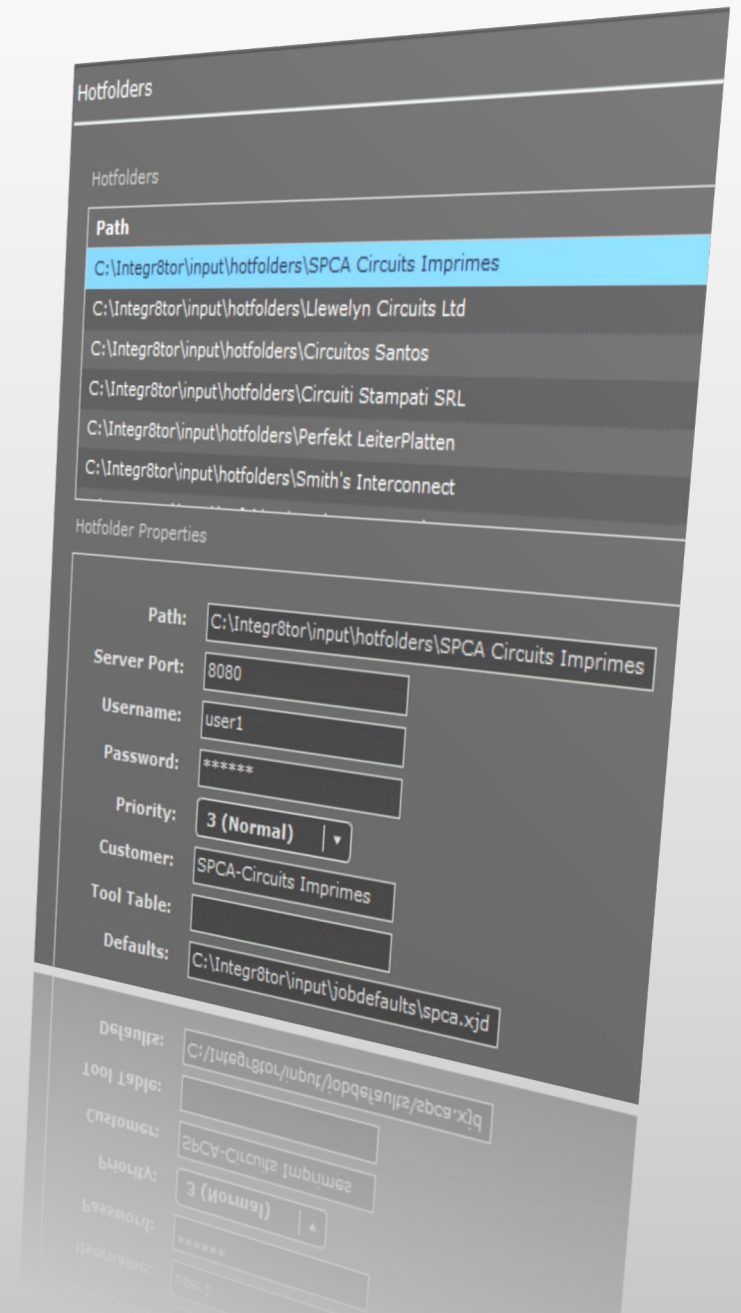 Hotfolders
Hotfolders
Path
C:\Integr8tor\input\hotfolders\SPCA Circuits Imprimes
C:\Integr8tor\input\hotfolders\Llewelyn Circuits Ltd
C:\Integr8tor\input\hotfolders\Circuitos Santos
C:\Integr8tor\input\hotfolders\Circuiti Stampati SRL
C:\Integr8tor\input\hotfolders\Perfekt LeiterPlatten
C:\Integr8tor\input\hotfolders\Smith's Interconnect
Hotfolder Properties
Path: C:\Integr8tor\input\hotfolders\SPCA Circuits Imprimes
Server Port: 8080
Username: user1
Password: ******
Priority: 3 (Normal)
Customer: SPCA-Circuits Imprimes
Tool Table:
Defaults: C:\Integr8tor\input\jobdefaults\spca.xjd